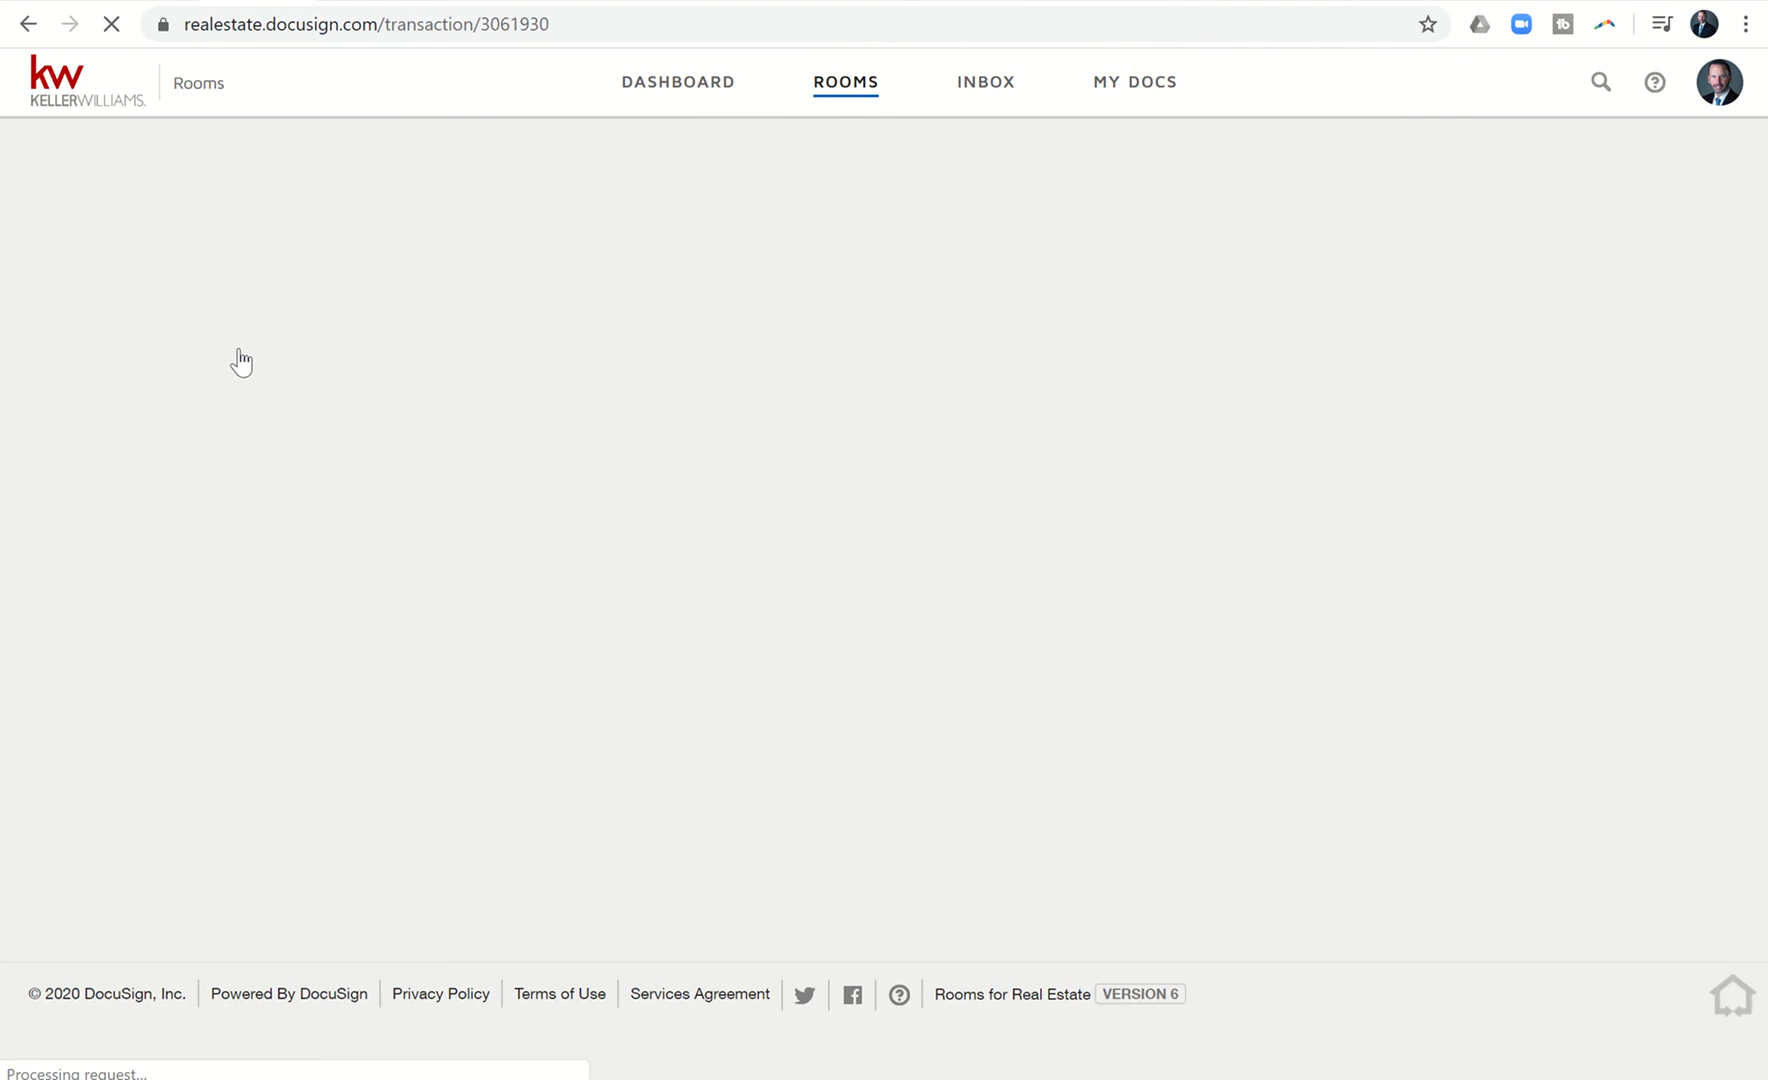 realestate.docusign.com/transaction/3061930
kw
KELLERWILLIAMS.
Rooms
DASHBOARD
ROOMS
INBOX
MY DOCS
© 2020 DocuSign, Inc.
Powered By DocuSign
Privacy Policy
Terms of Use
Services Agreement
Rooms for Real Estate
VERSION 6
Processing request...